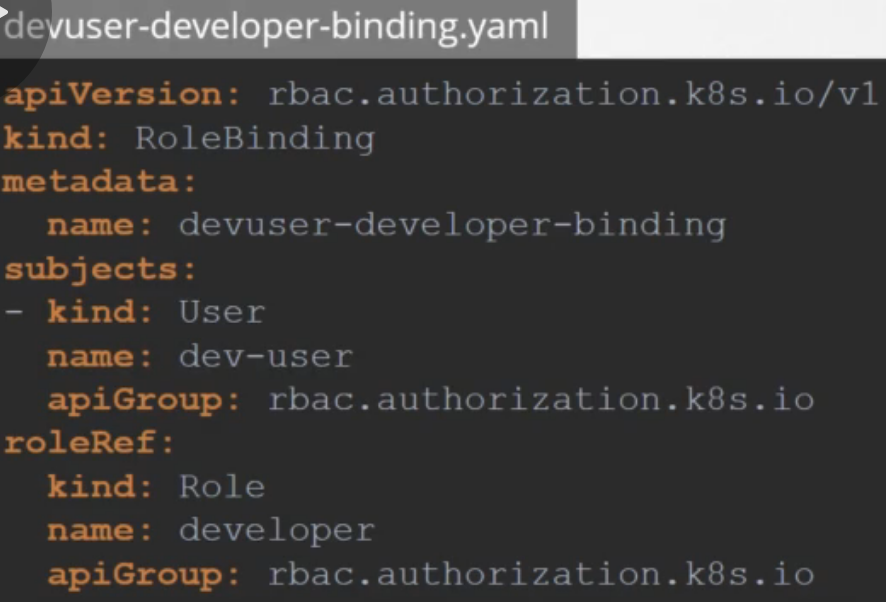 devuser-developer-binding.yaml
apiVersion: rbac.authorization.k8s.io/v1
kind: RoleBinding
metadata:
  name: devuser-developer-binding
subjects:
- kind: User
  name: dev-user
  apiGroup: rbac.authorization.k8s.io
roleRef:
  kind: Role
  name: developer
  apiGroup: rbac.authorization.k8s.io